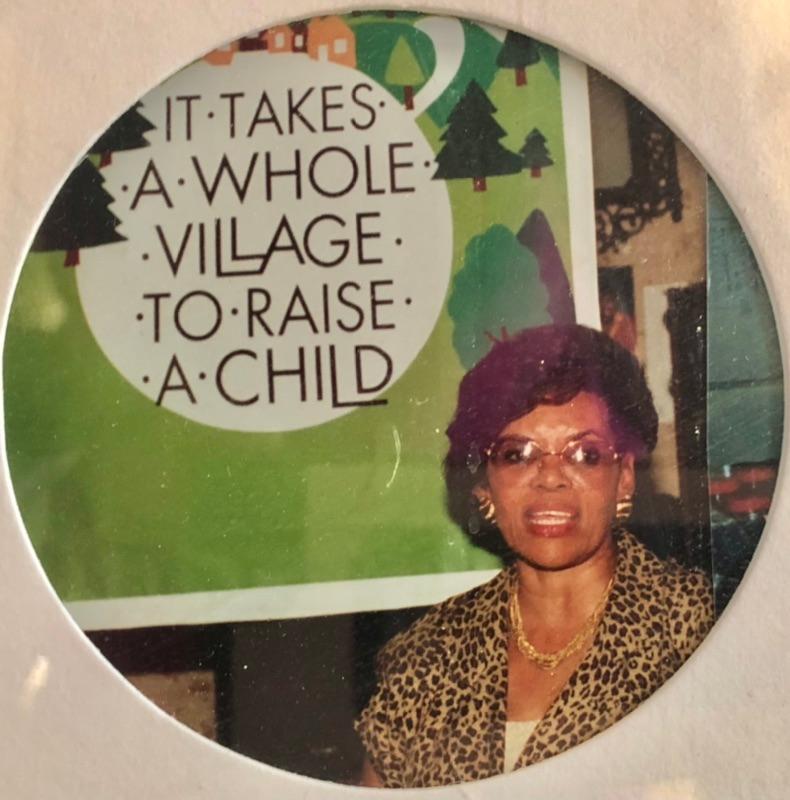 IT·TAKES·
·A·WHOLE·
·VILLAGE·
·TO·RAISE·
·A·CHILD